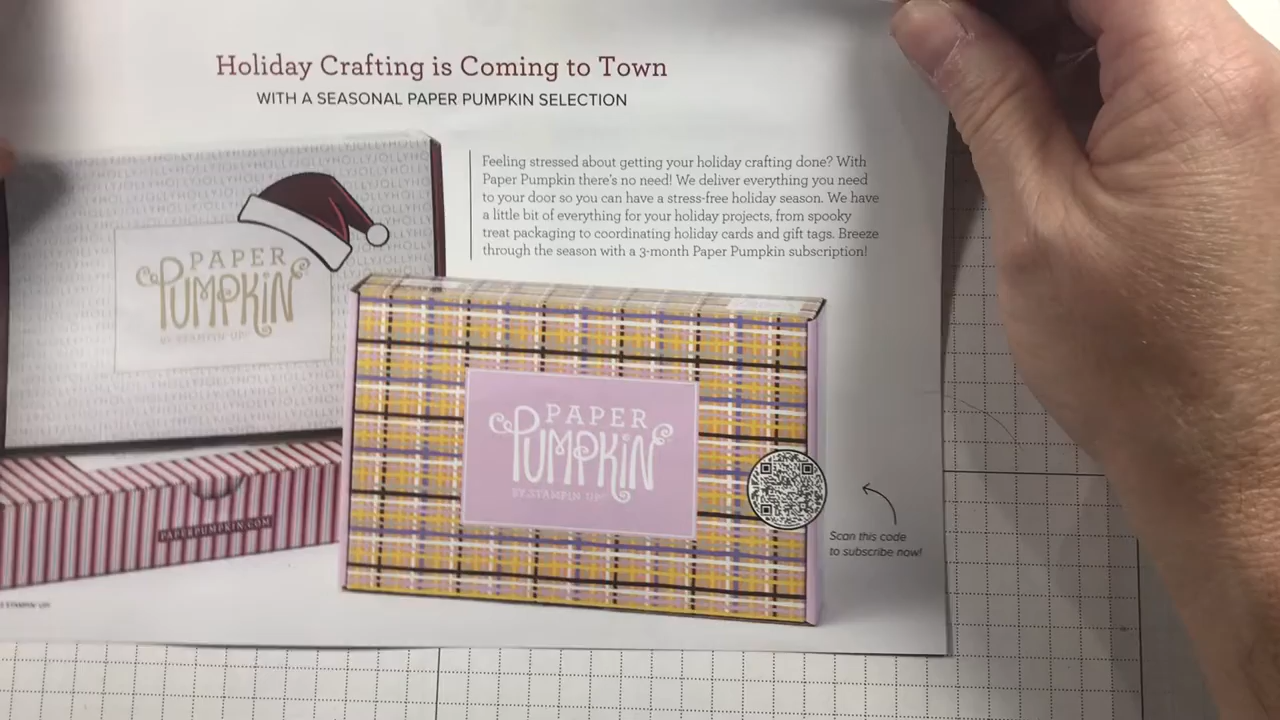 Holiday Crafting is Coming to Town
WITH A SEASONAL PAPER PUMPKIN SELECTION
Feeling stressed about getting your holiday crafting done? With
Paper Pumpkin there's no need! We deliver everything you need
to your door so you can have a stress-free holiday season. We have
a little bit of everything for your holiday projects, from spooky
treat packaging to coordinating holiday cards and gift tags. Breeze
through the season with a 3-month Paper Pumpkin subscription!
PAPER
PUMPKIN
BY STAMPIN' UP!
PAPERPUMPKIN.COM
PAPER
PUMPKIN
BY STAMPIN' UP!
Scan this code
to subscribe now!
STAMPIN' UP!